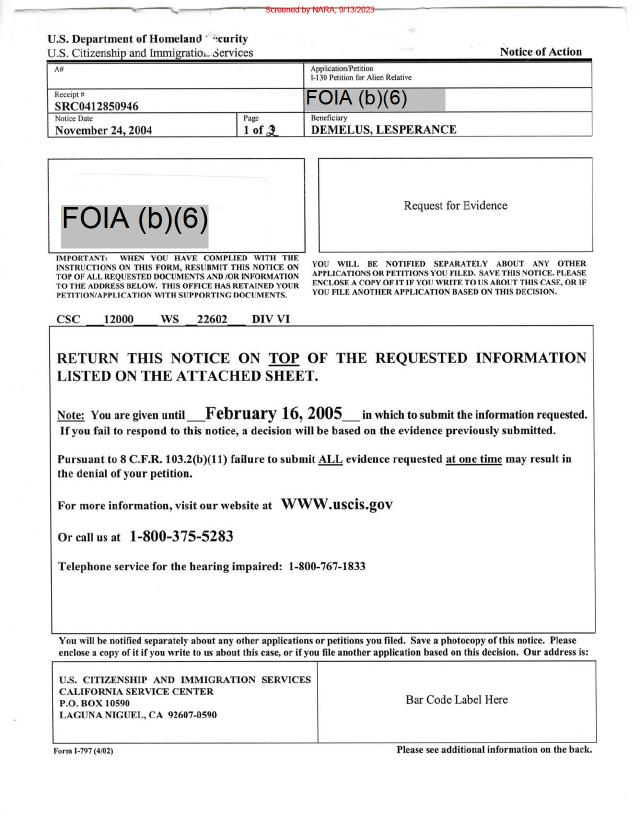 Screened by NARA, 9/13/2023
U.S. Department of Homeland Security
U.S. Citizenship and Immigration Services
Notice of Action
A#
Application/Petition
I-130 Petition for Alien Relative
Receipt #
SRC0412850946
FOIA (b)(6)
Notice Date
November 24, 2004
Page
1 of 3
Beneficiary
DEMELUS, LESPERANCE
FOIA (b)(6)
Request for Evidence
IMPORTANT: WHEN YOU HAVE COMPLIED WITH THE
INSTRUCTIONS ON THIS FORM, RESUBMIT THIS NOTICE ON
TOP OF ALL REQUESTED DOCUMENTS AND /OR INFORMATION
TO THE ADDRESS BELOW. THIS OFFICE HAS RETAINED YOUR
PETITION/APPLICATION WITH SUPPORTING DOCUMENTS.
YOU WILL BE NOTIFIED SEPARATELY ABOUT ANY OTHER
APPLICATIONS OR PETITIONS YOU FILED. SAVE THIS NOTICE. PLEASE
ENCLOSE A COPY OF IT IF YOU WRITE TO US ABOUT THIS CASE, OR IF
YOU FILE ANOTHER APPLICATION BASED ON THIS DECISION.
CSC 12000 WS 22602 DIV VI
RETURN THIS NOTICE ON TOP OF THE REQUESTED INFORMATION
LISTED ON THE ATTACHED SHEET.
Note: You are given until February 16, 2005 in which to submit the information requested.
If you fail to respond to this notice, a decision will be based on the evidence previously submitted.
Pursuant to 8 C.F.R. 103.2(b)(11) failure to submit ALL evidence requested at one time may result in
the denial of your petition.
For more information, visit our website at WWW.uscis.gov
Or call us at 1-800-375-5283
Telephone service for the hearing impaired: 1-800-767-1833
You will be notified separately about any other applications or petitions you filed. Save a photocopy of this notice. Please
enclose a copy of it if you write to us about this case, or if you file another application based on this decision. Our address is:
U.S. CITIZENSHIP AND IMMIGRATION SERVICES
CALIFORNIA SERVICE CENTER
P.O. BOX 10590
LAGUNA NIGUEL, CA 92607-0590
Bar Code Label Here
Form I-797 (4/02)
Please see additional information on the back.